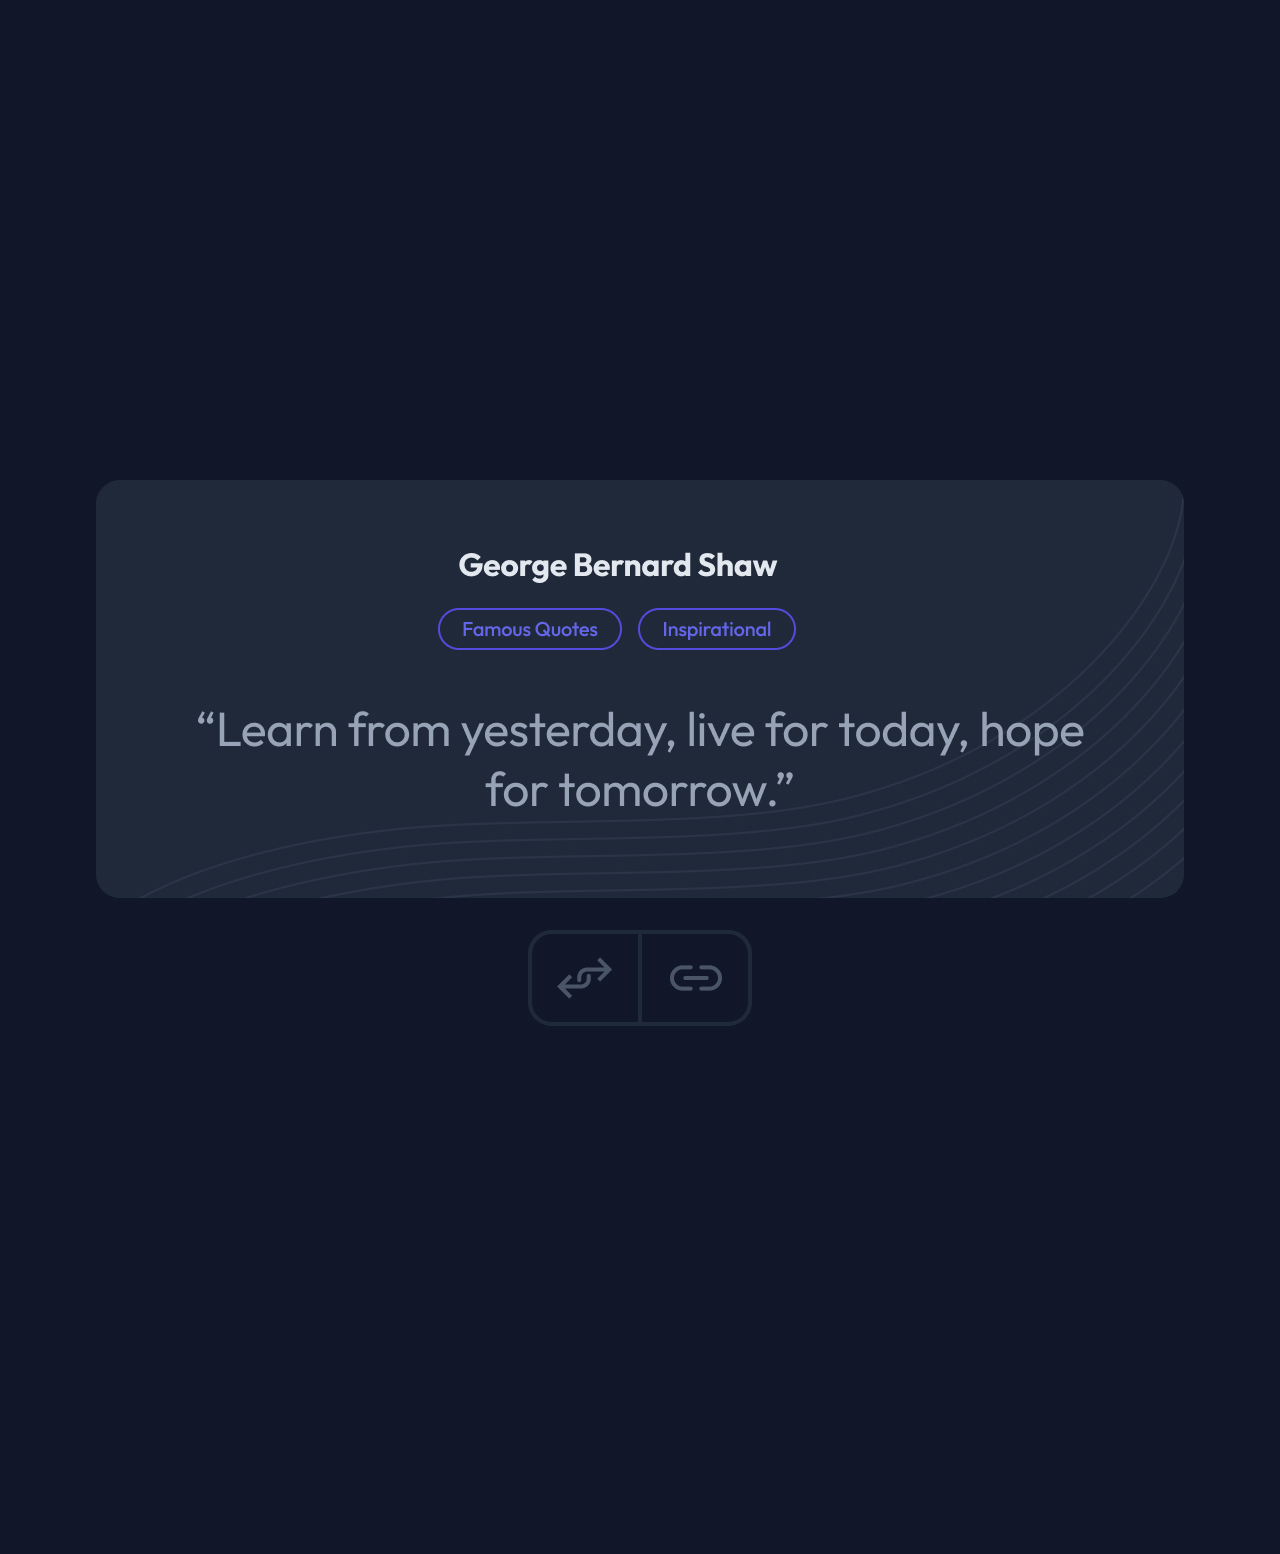 George Bernard Shaw
Famous Quotes
Inspirational
“Learn from yesterday, live for today, hope
for tomorrow.”